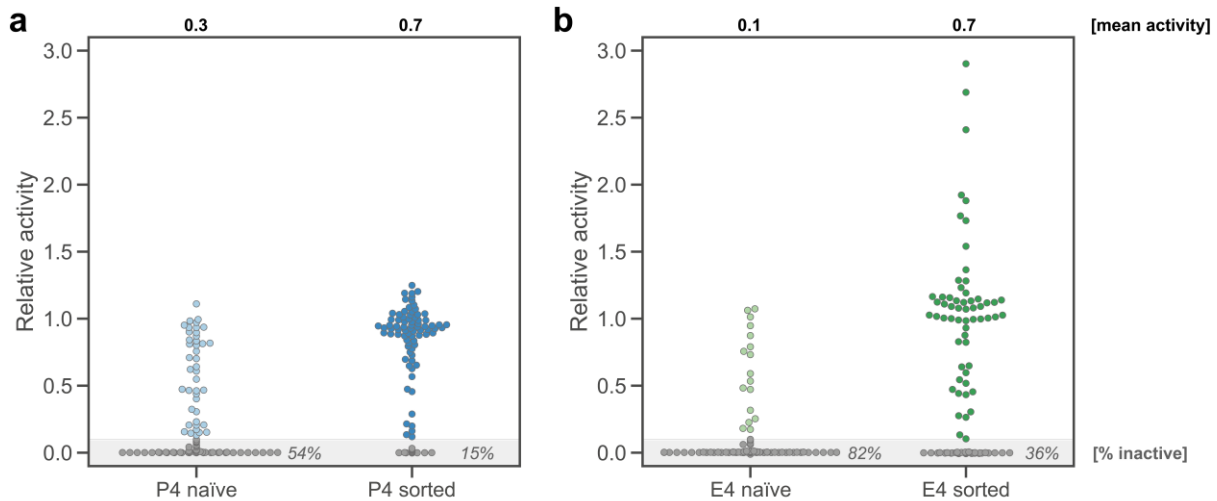 a
0.3 0.7
Relative activity
3.0
2.5
2.0
1.5
1.0
0.5
0.0
54% 15%
P4 naïve P4 sorted
b
0.1 0.7 [mean activity]
Relative activity
3.0
2.5
2.0
1.5
1.0
0.5
0.0
82% 36% [% inactive]
E4 naïve E4 sorted